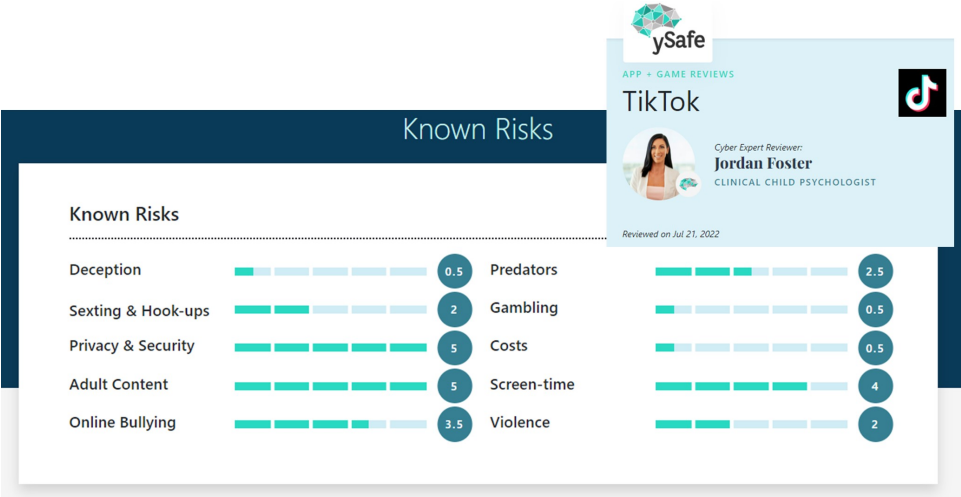 ySafe
APP + GAME REVIEWS
TikTok
Cyber Expert Reviewer:
Jordan Foster
CLINICAL CHILD PSYCHOLOGIST
Reviewed on Jul 21, 2022
Known Risks
Known Risks
Deception 0.5
Sexting & Hook-ups 2
Privacy & Security 5
Adult Content 5
Online Bullying 3.5
Predators 2.5
Gambling 0.5
Costs 0.5
Screen-time 4
Violence 2